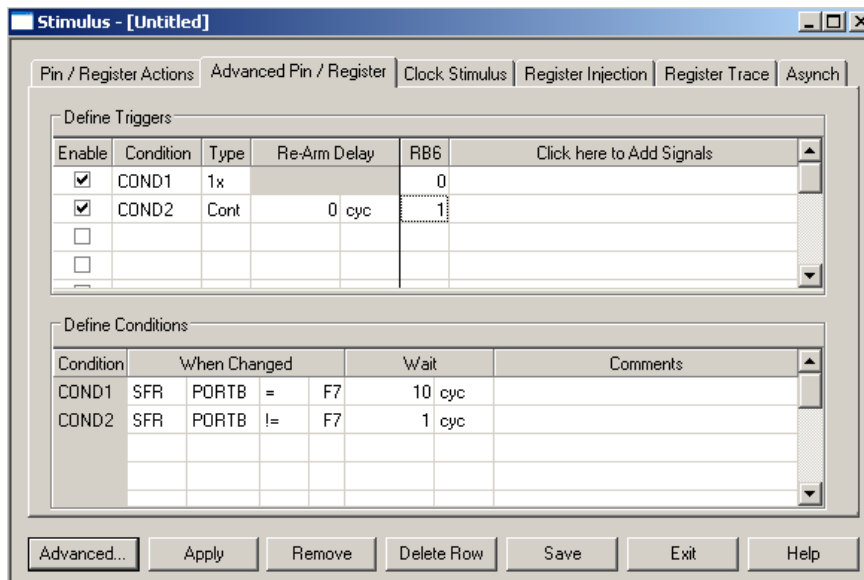 Stimulus - [Untitled]
Pin / Register Actions Advanced Pin / Register Clock Stimulus Register Injection Register Trace Asynch
Define Triggers
Enable Condition Type Re-Arm Delay RB6 Click here to Add Signals
COND1 1x 0
COND2 Cont 0 cyc 1
Define Conditions
Condition When Changed Wait Comments
COND1 SFR PORTB = F7 10 cyc
COND2 SFR PORTB != F7 1 cyc
Advanced... Apply Remove Delete Row Save Exit Help